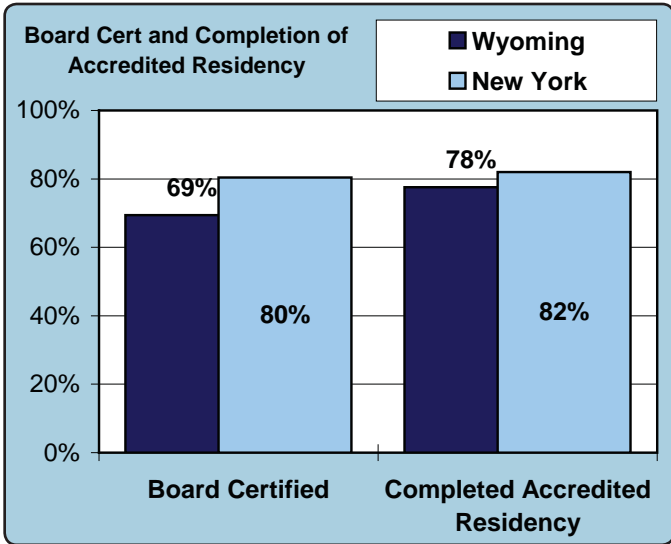 Board Cert and Completion of
Accredited Residency
Wyoming
New York
100%
80%
60%
40%
20%
0%
69%
80%
78%
82%
Board Certified
Completed Accredited
Residency